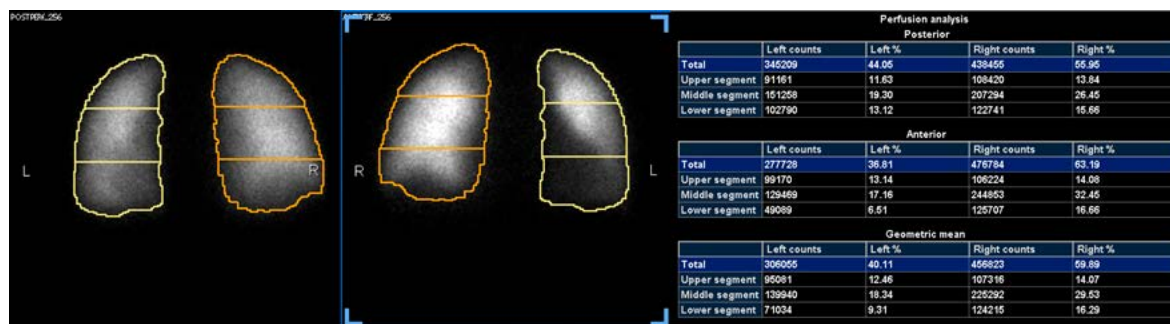 Perfusion analysis
Posterior
Left counts Left % Right counts Right %
Total 345209 44.05 438455 55.95
Upper segment 91161 11.63 108420 13.84
Middle segment 151258 19.30 207294 26.45
Lower segment 102790 13.12 122741 15.66
Anterior
Left counts Left % Right counts Right %
Total 277728 36.81 476784 63.19
Upper segment 99170 13.14 106224 14.08
Middle segment 129469 17.16 244853 32.45
Lower segment 49089 6.51 125707 16.66
Geometric mean
Left counts Left % Right counts Right %
Total 306055 40.11 456823 59.89
Upper segment 95081 12.46 107316 14.07
Middle segment 139940 18.34 225292 29.53
Lower segment 71034 9.31 124215 16.29
L
R
R
L